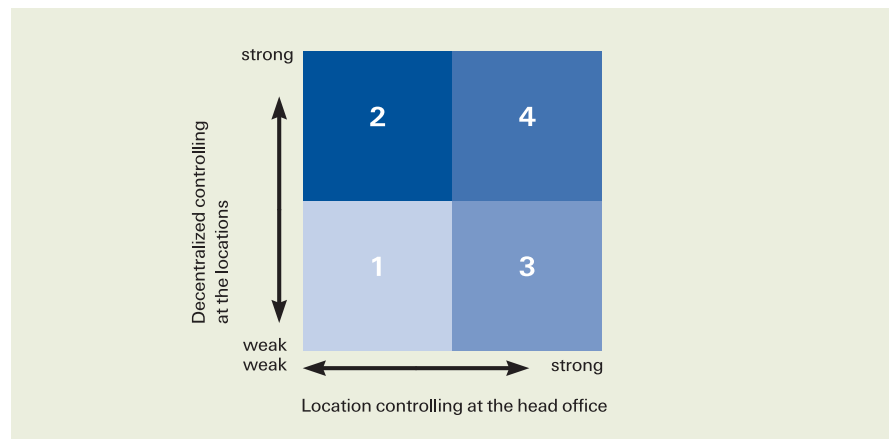 strong
2
4
Decentralized controlling
at the locations
1
3
weak
weak
strong
Location controlling at the head office